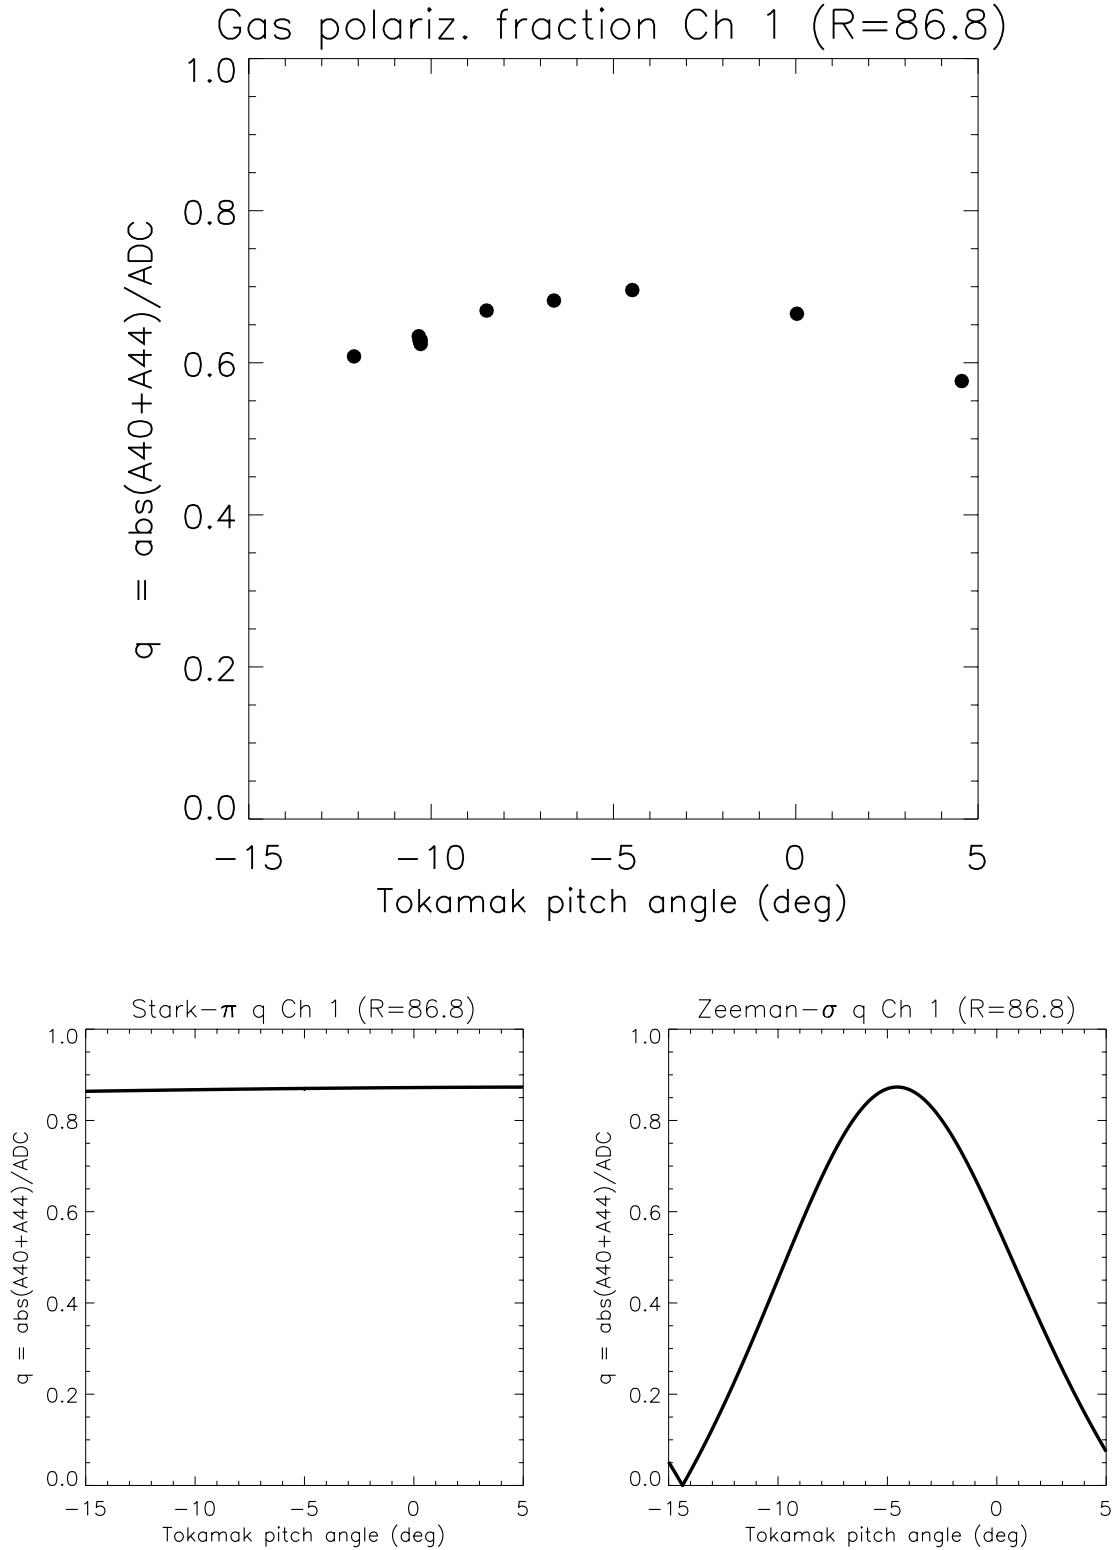 Gas polariz. fraction Ch 1 (R=86.8)
1.0
0.8
0.6
0.4
0.2
0.0
q = abs(A40+A44)/ADC
−15 −10 −5 0 5
Tokamak pitch angle (deg)
Stark−π q Ch 1 (R=86.8)
1.0
0.8
0.6
0.4
0.2
0.0
q = abs(A40+A44)/ADC
−15 −10 −5 0 5
Tokamak pitch angle (deg)
Zeeman−σ q Ch 1 (R=86.8)
1.0
0.8
0.6
0.4
0.2
0.0
q = abs(A40+A44)/ADC
−15 −10 −5 0 5
Tokamak pitch angle (deg)